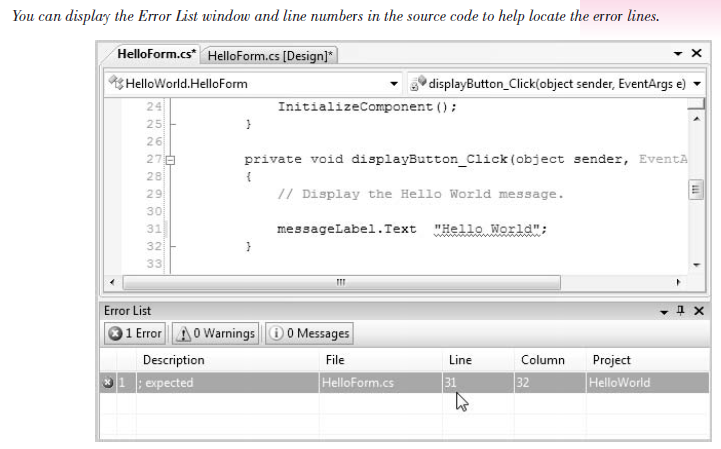 You can display the Error List window and line numbers in the source code to help locate the error lines.
HelloForm.cs* HelloForm.cs [Design]*
HelloWorld.HelloForm displayButton_Click(object sender, EventArgs e)
24 InitializeComponent();
25 }
26
27 private void displayButton_Click(object sender, EventA
28 {
29 // Display the Hello World message.
30
31 messageLabel.Text "Hello World";
32 }
33
Error List
1 Error 0 Warnings i 0 Messages
Description File Line Column Project
1 ; expected HelloForm.cs 31 32 HelloWorld